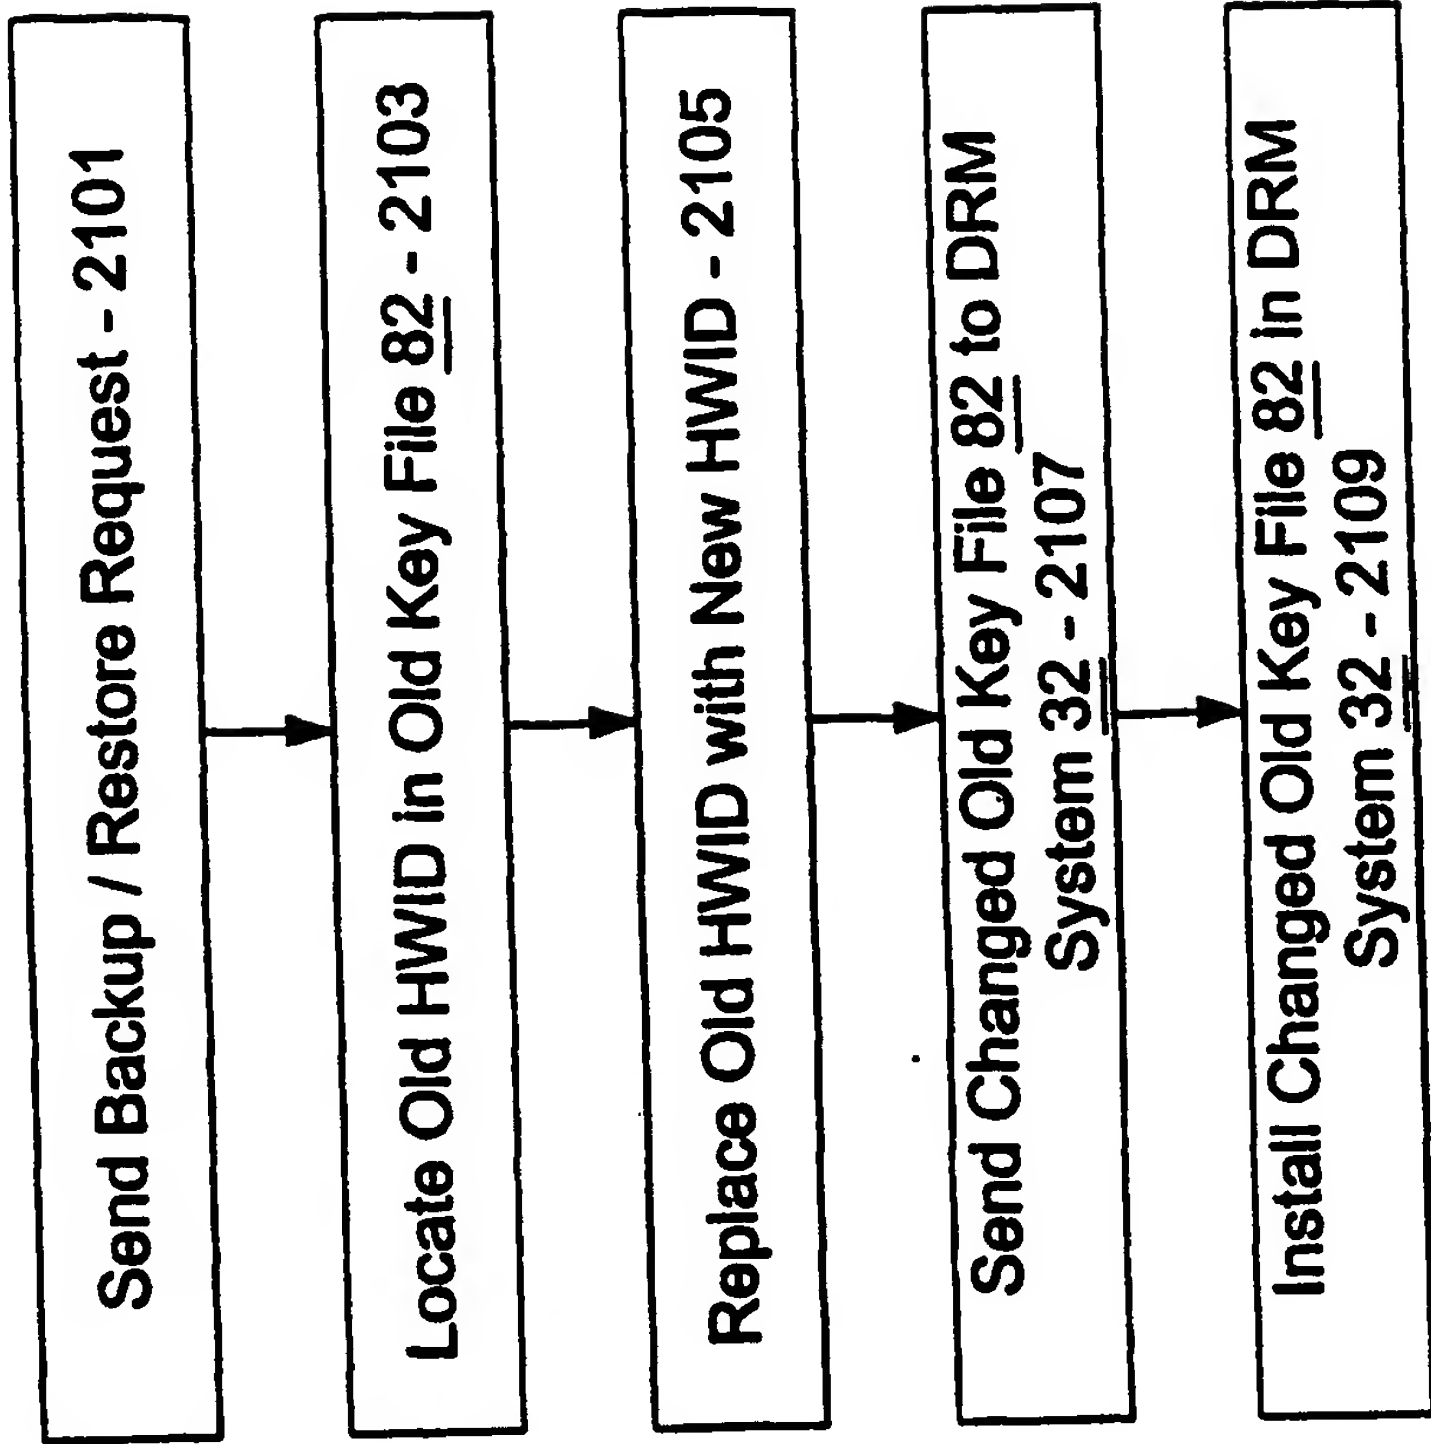 Send Backup / Restore Request - 2101
Locate Old HWID in Old Key File 82 - 2103
Replace Old HWID with New HWID - 2105
Send Changed Old Key File 82 to DRM
System 32 - 2107
Install Changed Old Key File 82 in DRM
System 32 - 2109